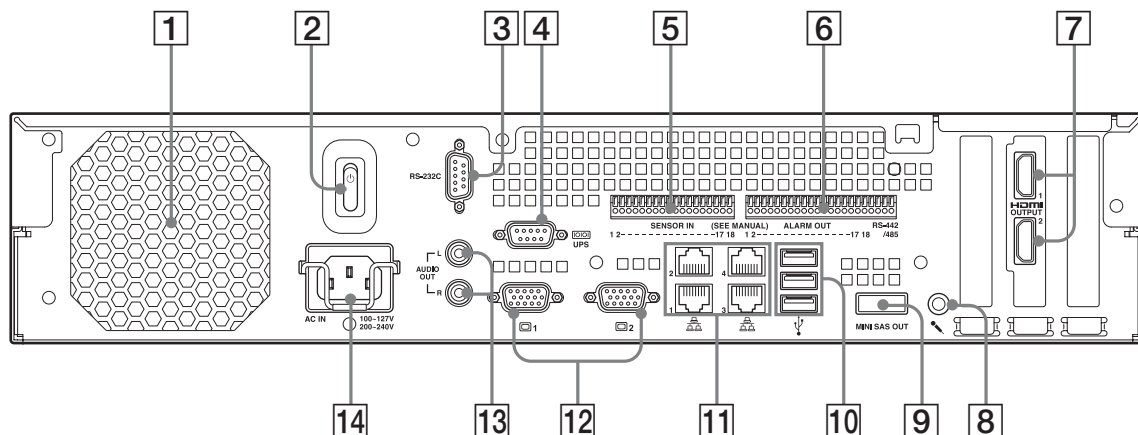 1 2 3 4 5 6 7
RS-232C
UPS
SENSOR IN (SEE MANUAL) ALARM OUT RS-442
1 2 17 18 1 2 17 18 /485
HDMI
OUTPUT
1
2
L
AUDIO
OUT
R
AC IN 100–127V
200–240V
1
2
2 4
1 3
MINI SAS OUT
14 13 12 11 10 9 8